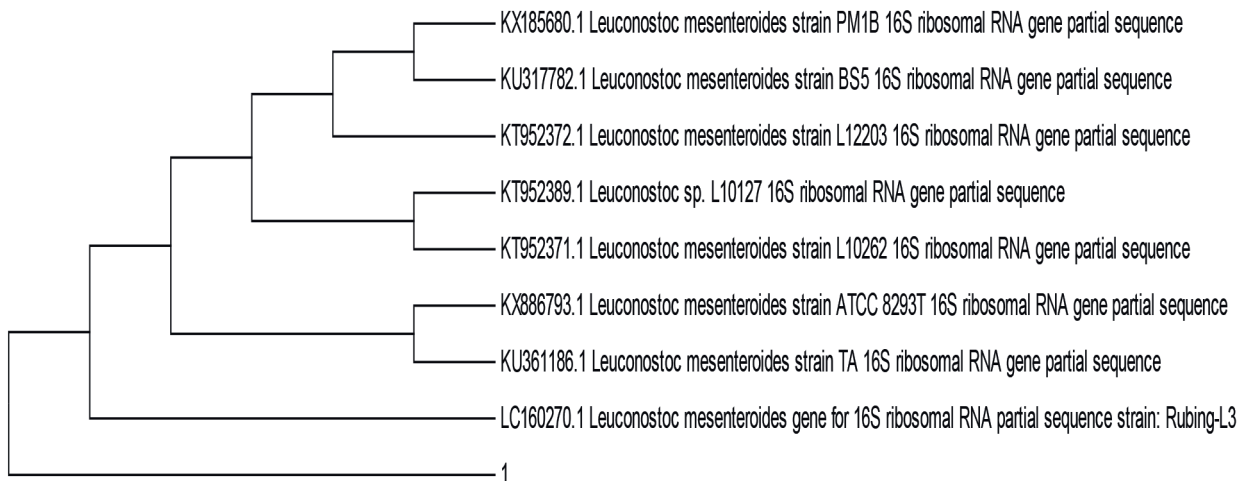 KX185680.1 Leuconostoc mesenteroides strain PM1B 16S ribosomal RNA gene partial sequence
KU317782.1 Leuconostoc mesenteroides strain BS5 16S ribosomal RNA gene partial sequence
KT952372.1 Leuconostoc mesenteroides strain L12203 16S ribosomal RNA gene partial sequence
KT952389.1 Leuconostoc sp. L10127 16S ribosomal RNA gene partial sequence
KT952371.1 Leuconostoc mesenteroides strain L10262 16S ribosomal RNA gene partial sequence
KX886793.1 Leuconostoc mesenteroides strain ATCC 8293T 16S ribosomal RNA gene partial sequence
KU361186.1 Leuconostoc mesenteroides strain TA 16S ribosomal RNA gene partial sequence
LC160270.1 Leuconostoc mesenteroides gene for 16S ribosomal RNA partial sequence strain: Rubing-L3
1